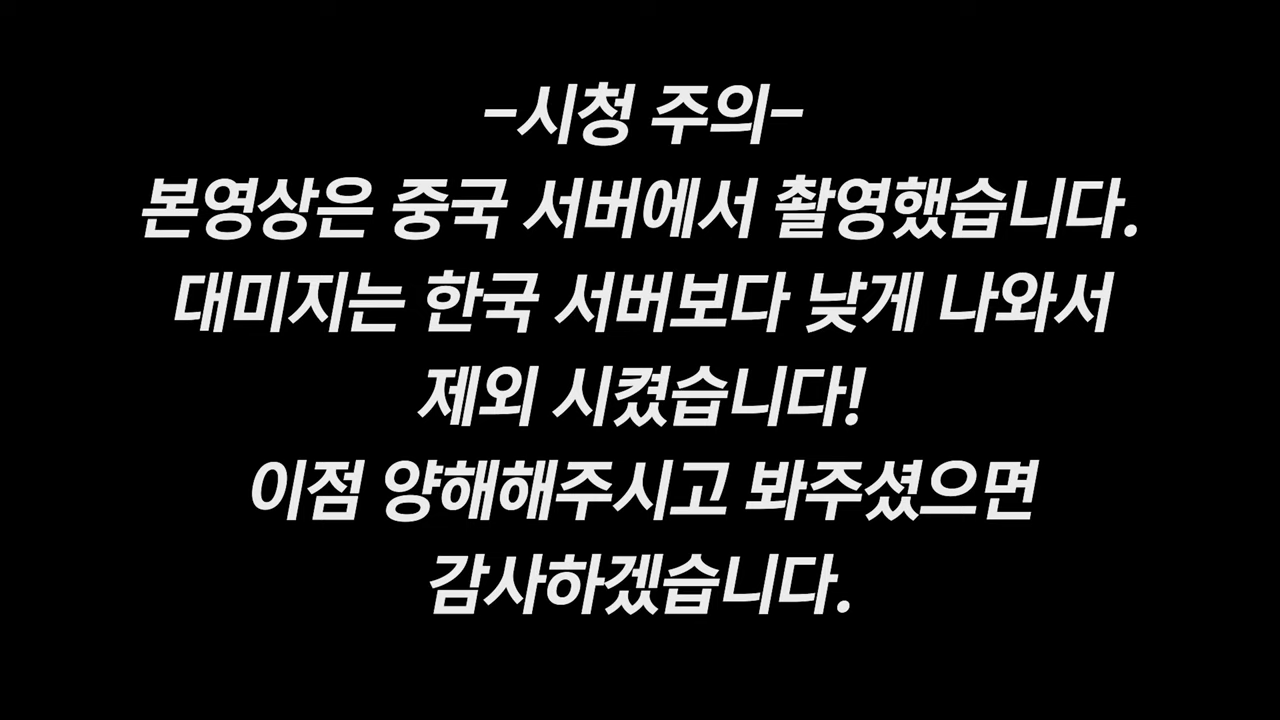 -시청 주의-
본영상은 중국 서버에서 촬영했습니다.
대미지는 한국 서버보다 낮게 나와서
제외 시켰습니다!
이점 양해해주시고 봐주셨으면
감사하겠습니다.